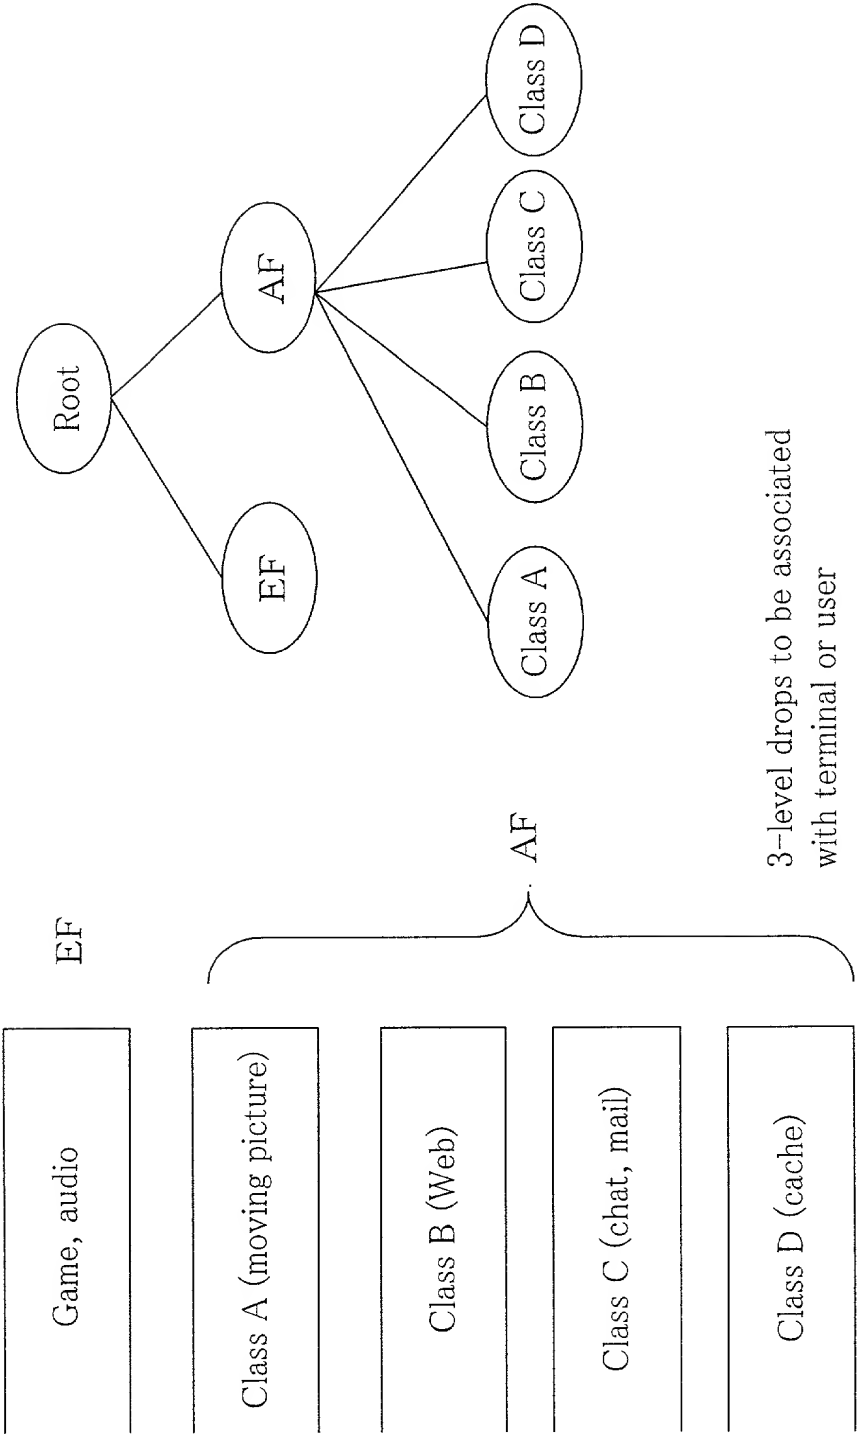 Game, audio
EF
Class A (moving picture)
Class B (Web)
Class C (chat, mail)
Class D (cache)
AF
3-level drops to be associated
with terminal or user
Root
EF
AF
Class A
Class B
Class C
Class D